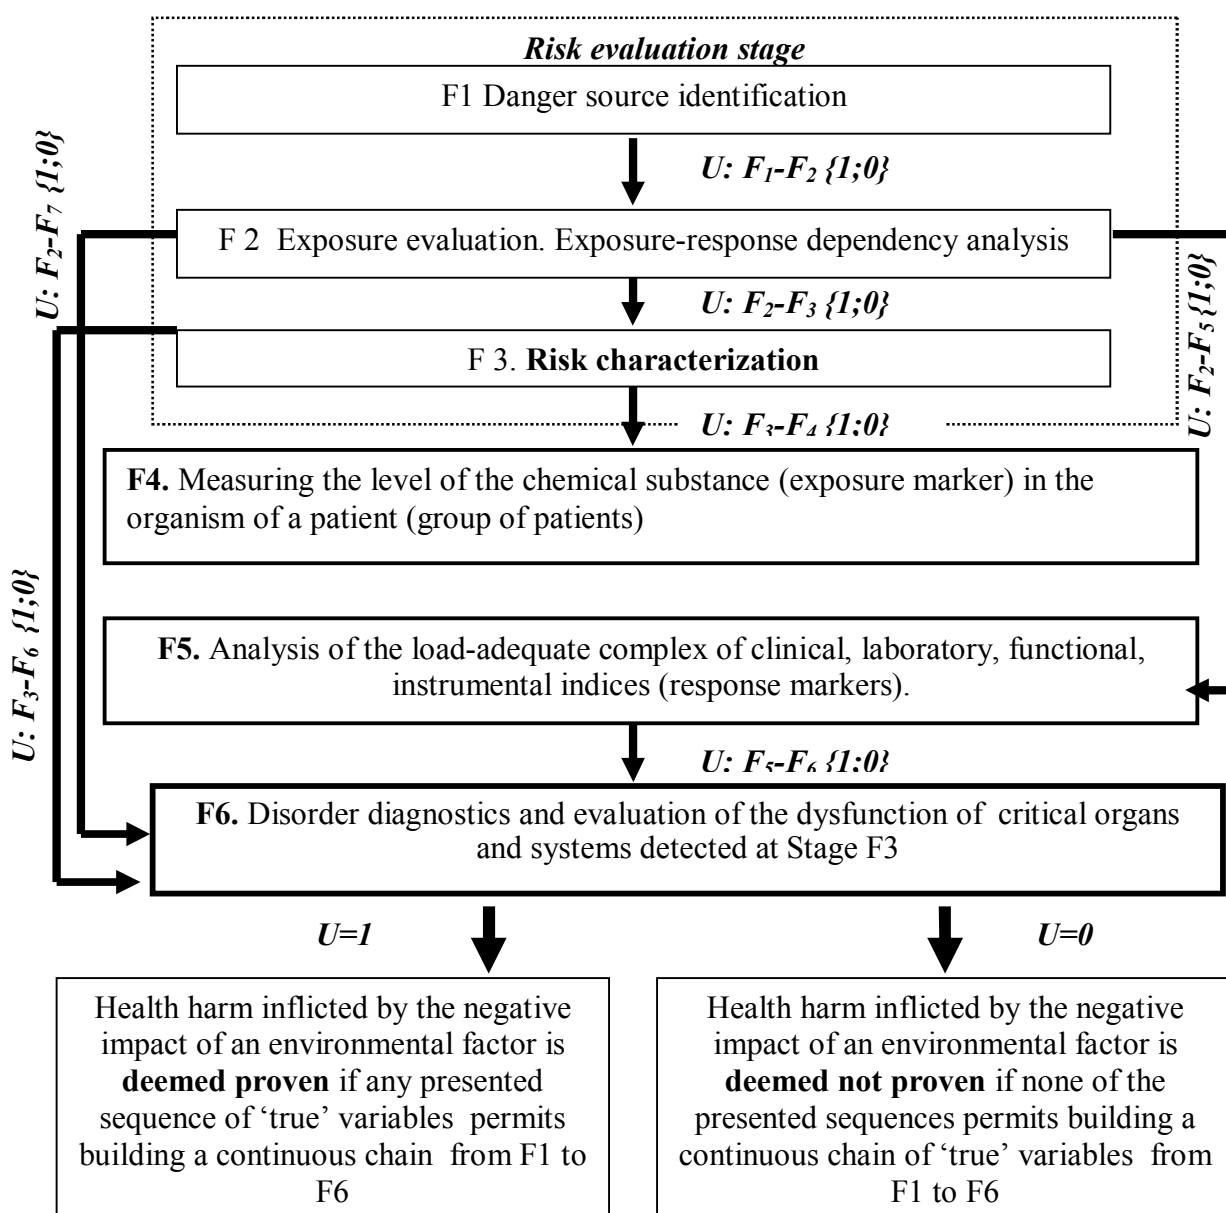 Risk evaluation stage
F1 Danger source identification
U: F1-F2 {1;0}
F 2 Exposure evaluation. Exposure-response dependency analysis
U: F2-F7 {1;0}
U: F2-F5 {1;0}
U: F2-F3 {1;0}
F 3. Risk characterization
U: F3-F4 {1;0}
F4. Measuring the level of the chemical substance (exposure marker) in the
organism of a patient (group of patients)
U: F3-F6 {1;0}
F5. Analysis of the load-adequate complex of clinical, laboratory, functional,
instrumental indices (response markers).
U: F5-F6 {1;0}
F6. Disorder diagnostics and evaluation of the dysfunction of critical organs
and systems detected at Stage F3
U=1
U=0
Health harm inflicted by the negative
impact of an environmental factor is
deemed proven if any presented
sequence of ‘true’ variables permits
building a continuous chain from F1 to
F6
Health harm inflicted by the negative
impact of an environmental factor is
deemed not proven if none of the
presented sequences permits building a
continuous chain of ‘true’ variables from
F1 to F6